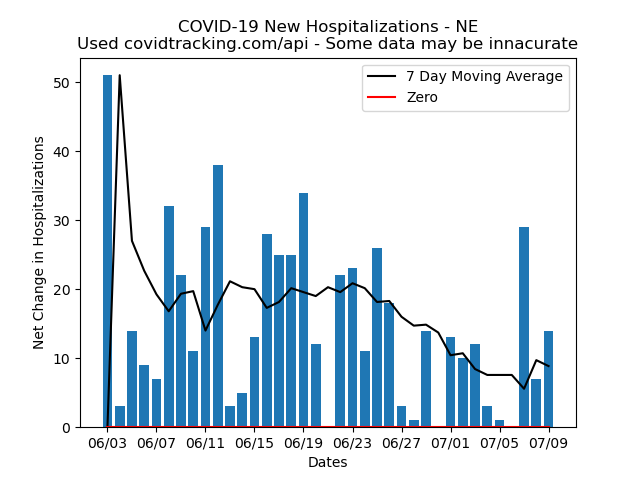 COVID-19 New Hospitalizations - NE
Used covidtracking.com/api - Some data may be innacurate
7 Day Moving Average
Zero
Net Change in Hospitalizations
50
40
30
20
10
0
06/03 06/07 06/11 06/15 06/19 06/23 06/27 07/01 07/05 07/09
Dates